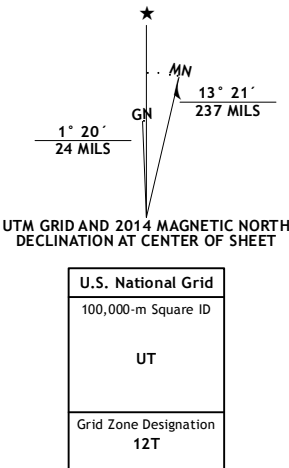 ★
MN
13° 21´
237 MILS
GN
1° 20´
24 MILS
UTM GRID AND 2014 MAGNETIC NORTH
DECLINATION AT CENTER OF SHEET
U.S. National Grid
100,000-m Square ID
UT
Grid Zone Designation
12T